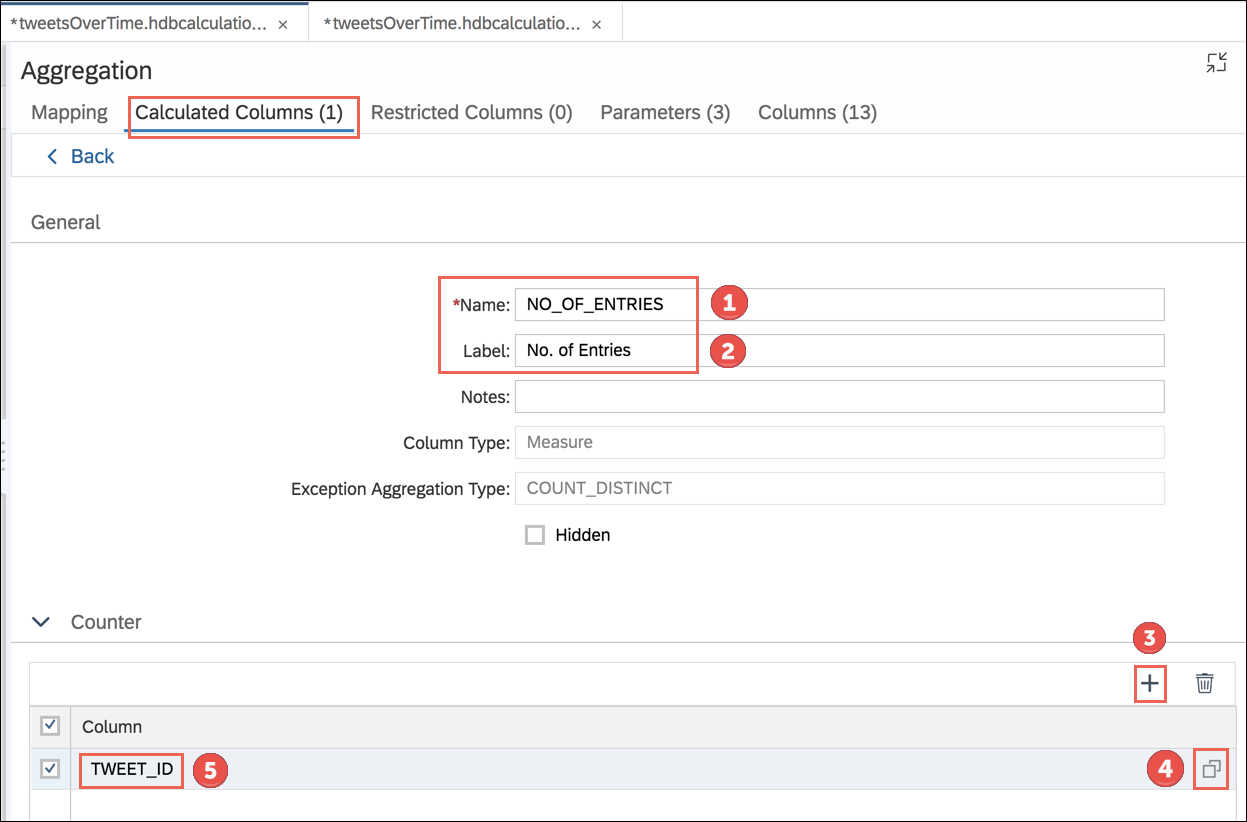 *tweetsOverTime.hdbcalculatio... × *tweetsOverTime.hdbcalculatio... ×
Aggregation
Mapping Calculated Columns (1) Restricted Columns (0) Parameters (3) Columns (13)
Back
General
*Name: NO_OF_ENTRIES 1
Label: No. of Entries 2
Notes:
Column Type: Measure
Exception Aggregation Type: COUNT_DISTINCT
Hidden
Counter
3
Column
TWEET_ID 5 4